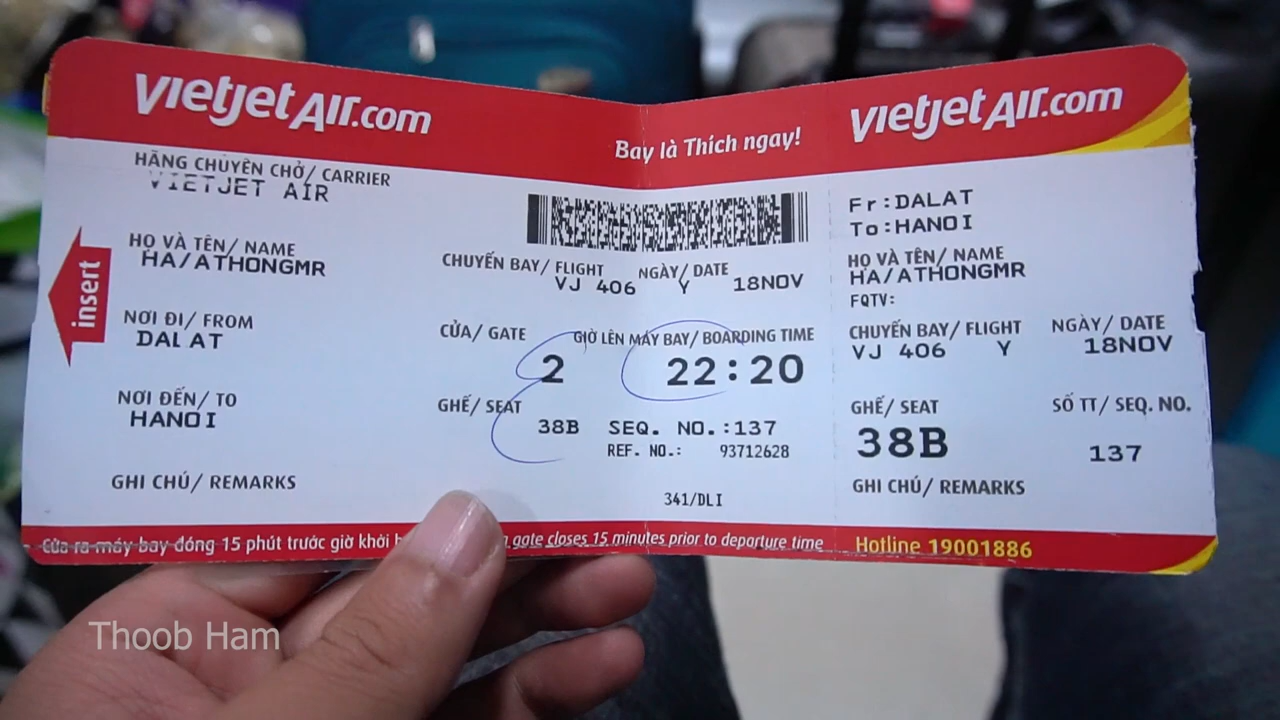 vietjetAir.com
Bay là Thích ngay!
HÃNG CHUYÊN CHỞ/ CARRIER
VIETJET AIR
HỌ VÀ TÊN/ NAME
HA/ATHONGMR
CHUYẾN BAY/ FLIGHT NGÀY/ DATE
VJ 406 Y 18NOV
NƠI ĐI/ FROM
DALAT
CỬA/ GATE GIỜ LÊN MÁY BAY/ BOARDING TIME
2 22:20
NƠI ĐẾN/ TO
HANOI
GHẾ/ SEAT
38B SEQ. NO.:137
REF. NO.: 93712628
GHI CHÚ/ REMARKS
341/DLI
insert
Cửa ra máy bay đóng 15 phút trước giờ khởi gate closes 15 minutes prior to departure time
vietjetAir.com
Fr:DALAT
To:HANOI
HỌ VÀ TÊN/ NAME
HA/ATHONGMR
FQTV:
CHUYẾN BAY/ FLIGHT NGÀY/ DATE
VJ 406 Y 18NOV
GHẾ/ SEAT SỐ TT/ SEQ. NO.
38B 137
GHI CHÚ/ REMARKS
Hotline 19001886
Thoob Ham